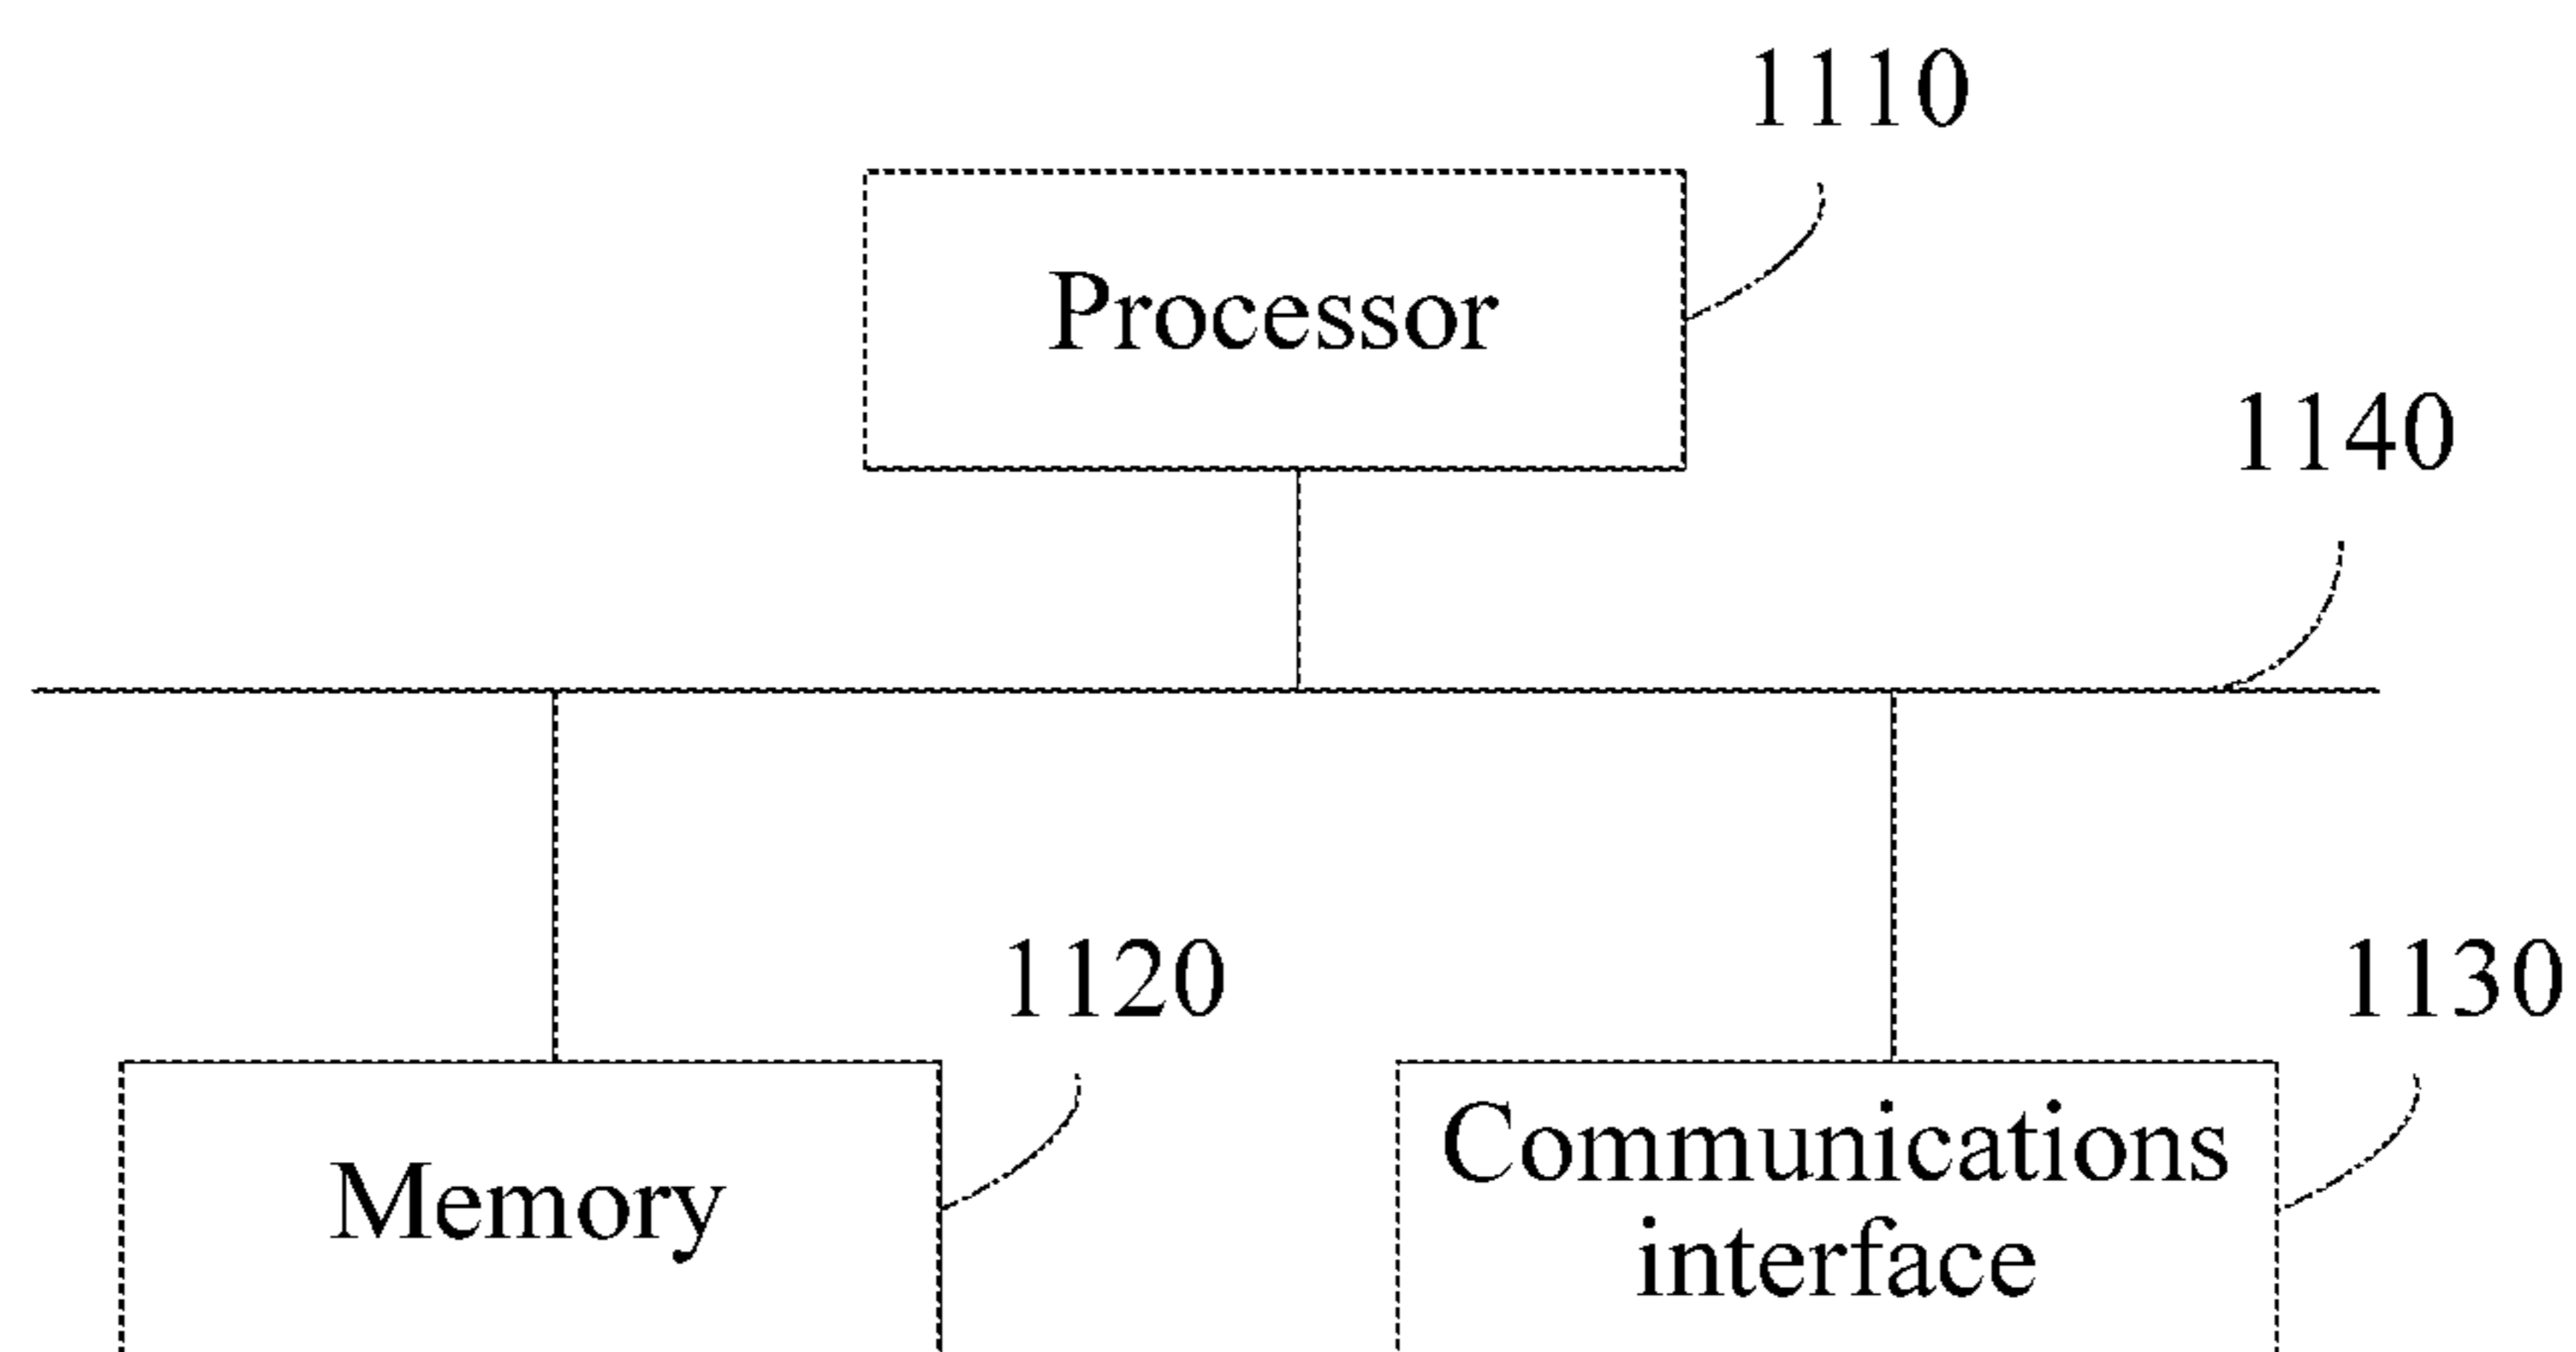 1110
Processor
1140
1120
1130
Memory
Communications
interface